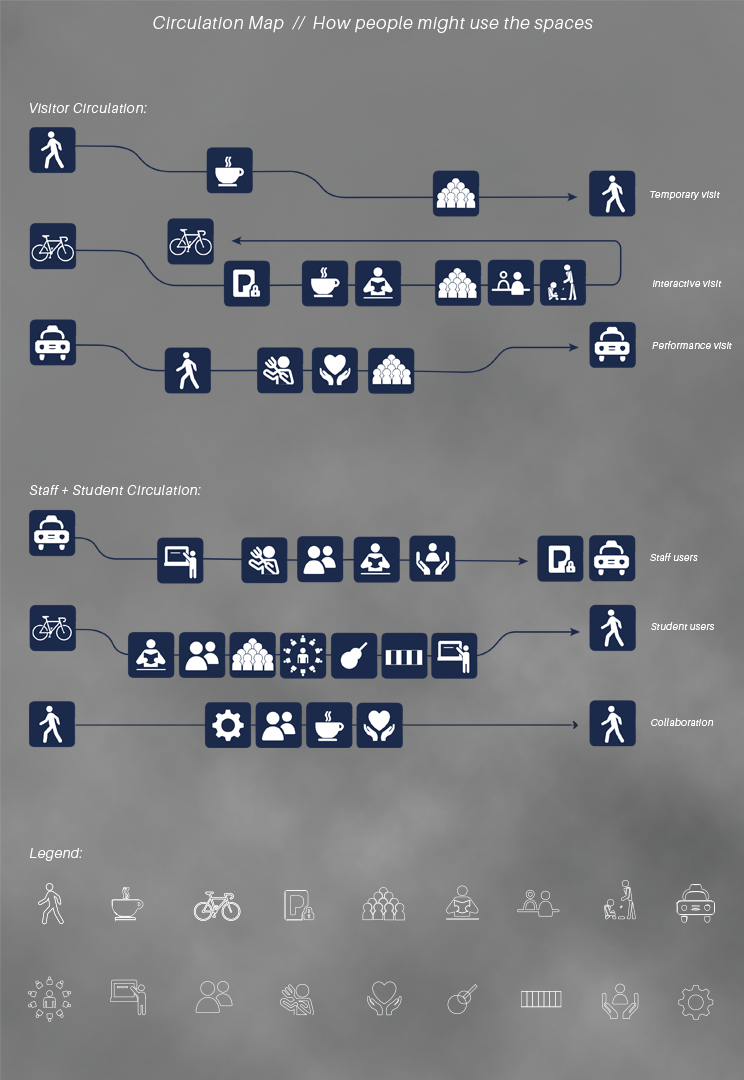 Circulation Map // How people might use the spaces
Visitor Circulation:
Temporary visit
Interactive visit
Performance visit
Staff + Student Circulation:
Staff users
Student users
Collaboration
Legend: